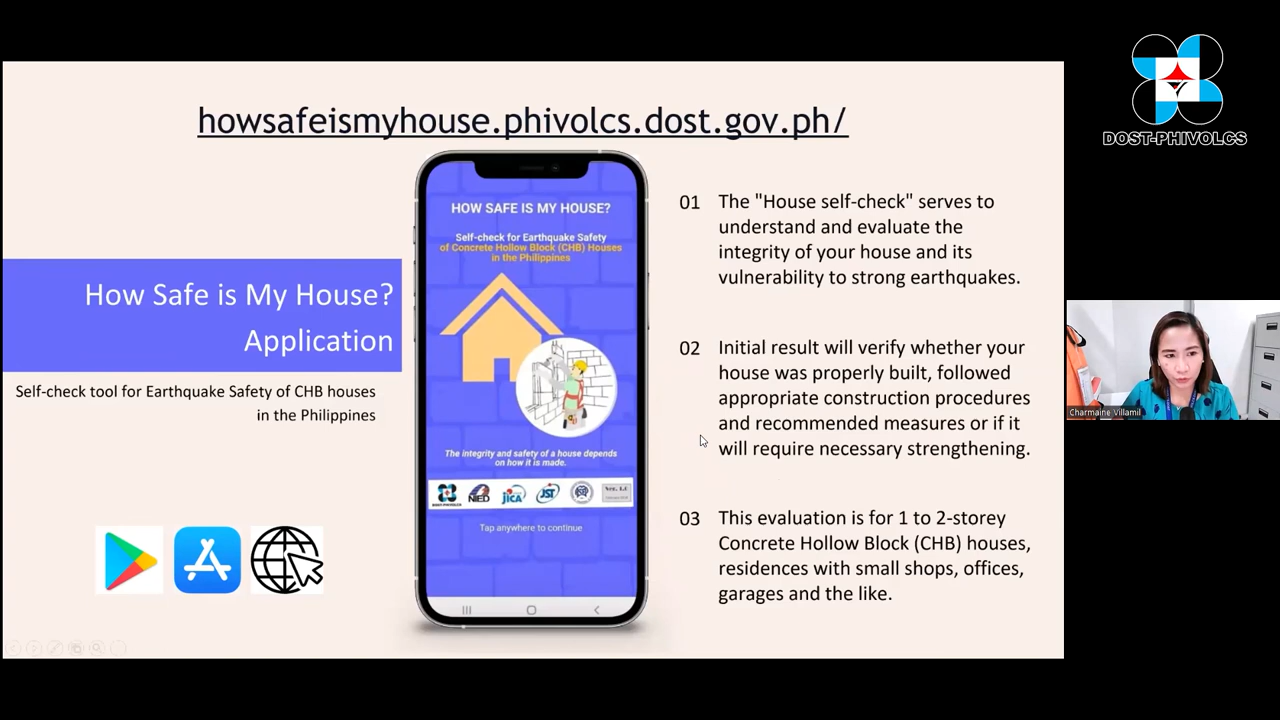 howsafeismyhouse.phivolcs.dost.gov.ph/
DOST-PHIVOLCS
How Safe is My House?
Application
Self-check tool for Earthquake Safety of CHB houses
in the Philippines
HOW SAFE IS MY HOUSE?
Self-check for Earthquake Safety
of Concrete Hollow Block (CHB) Houses
in the Philippines
The integrity and safety of a house depends
on how it is made.
DOST-PHIVOLCS
NIED
JICA
JST
Tap anywhere to continue
01 The "House self-check" serves to
understand and evaluate the
integrity of your house and its
vulnerability to strong earthquakes.
02 Initial result will verify whether your
house was properly built, followed
appropriate construction procedures
and recommended measures or if it
will require necessary strengthening.
03 This evaluation is for 1 to 2-storey
Concrete Hollow Block (CHB) houses,
residences with small shops, offices,
garages and the like.
Charmaine Villamil